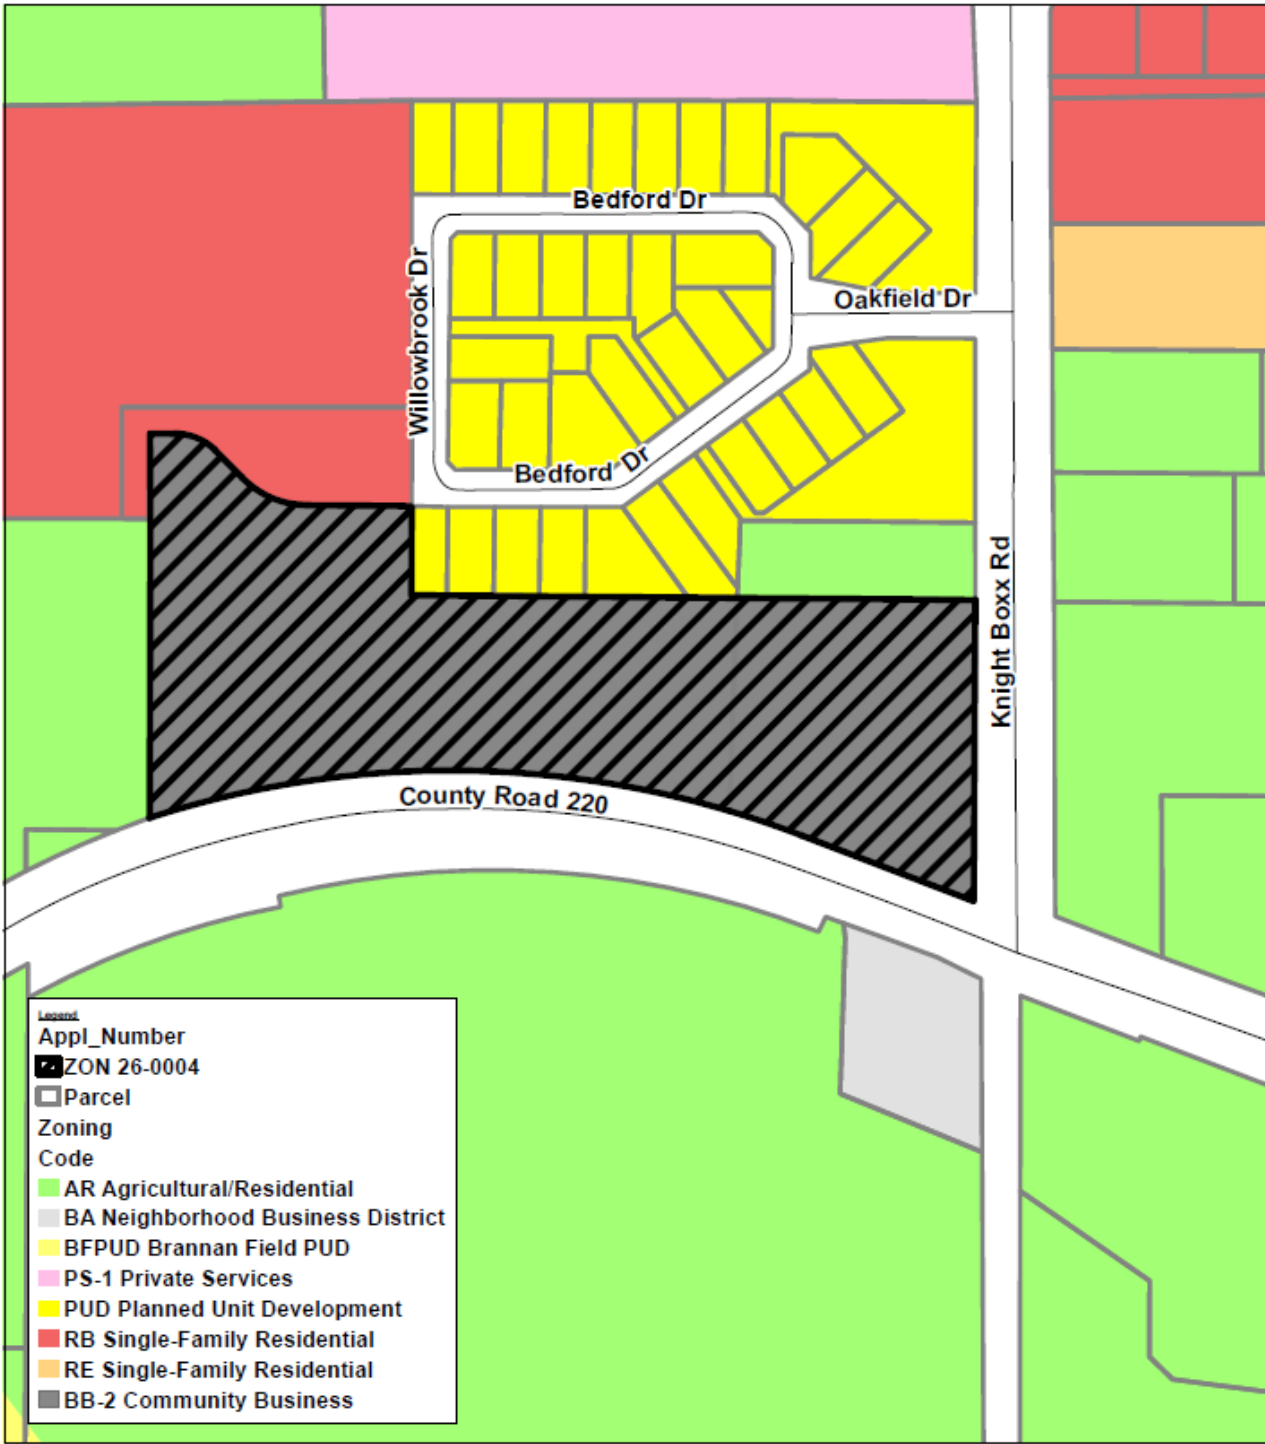 Bedford Dr
Willowbrook Dr
Oakfield Dr
Bedford Dr
Knight Boxx Rd
County Road 220
Legend
Appl_Number
ZON 26-0004
Parcel
Zoning
Code
AR Agricultural/Residential
BA Neighborhood Business District
BFPUD Brannan Field PUD
PS-1 Private Services
PUD Planned Unit Development
RB Single-Family Residential
RE Single-Family Residential
BB-2 Community Business